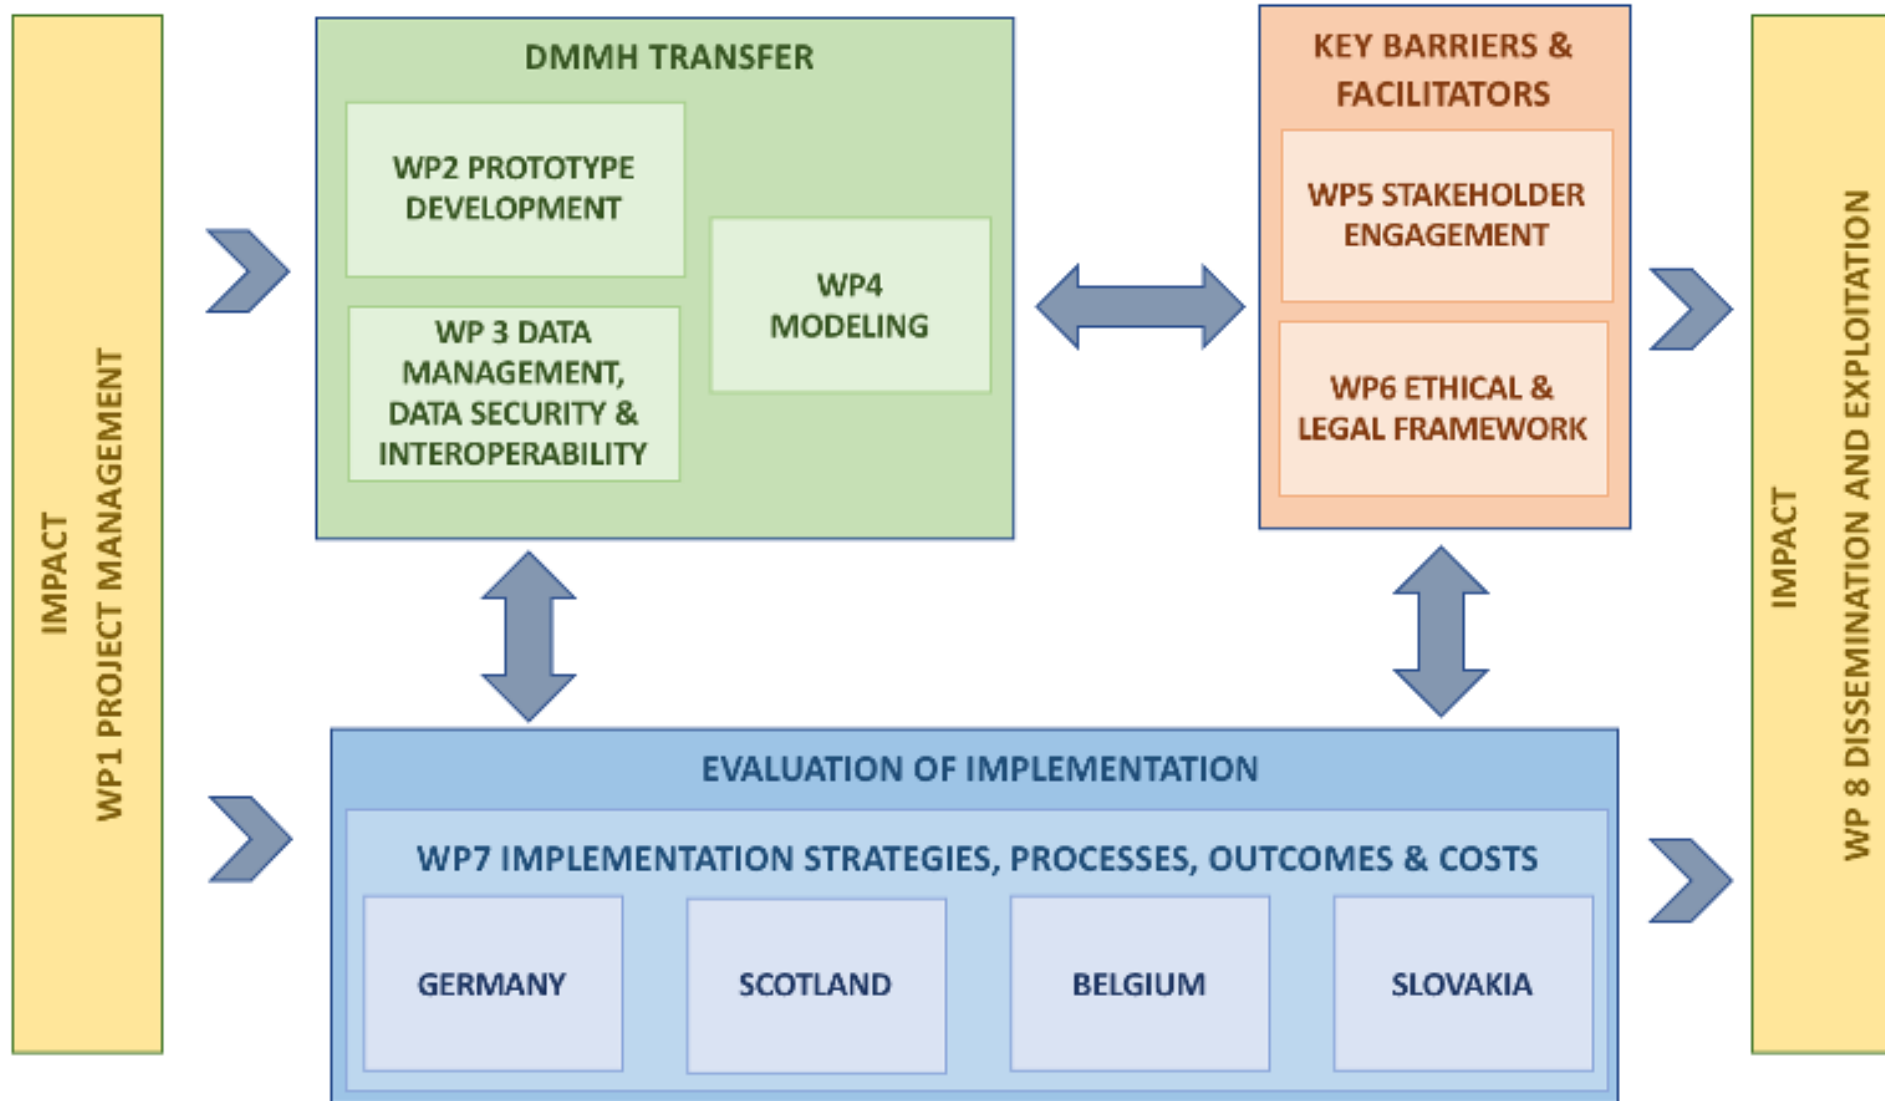 IMPACT
WP1 PROJECT MANAGEMENT
DMMH TRANSFER
WP2 PROTOTYPE
DEVELOPMENT
WP 3 DATA
MANAGEMENT,
DATA SECURITY &
INTEROPERABILITY
WP4
MODELING
KEY BARRIERS &
FACILITATORS
WP5 STAKEHOLDER
ENGAGEMENT
WP6 ETHICAL &
LEGAL FRAMEWORK
EVALUATION OF IMPLEMENTATION
WP7 IMPLEMENTATION STRATEGIES, PROCESSES, OUTCOMES & COSTS
GERMANY
SCOTLAND
BELGIUM
SLOVAKIA
IMPACT
WP 8 DISSEMINATION AND EXPLOITATION